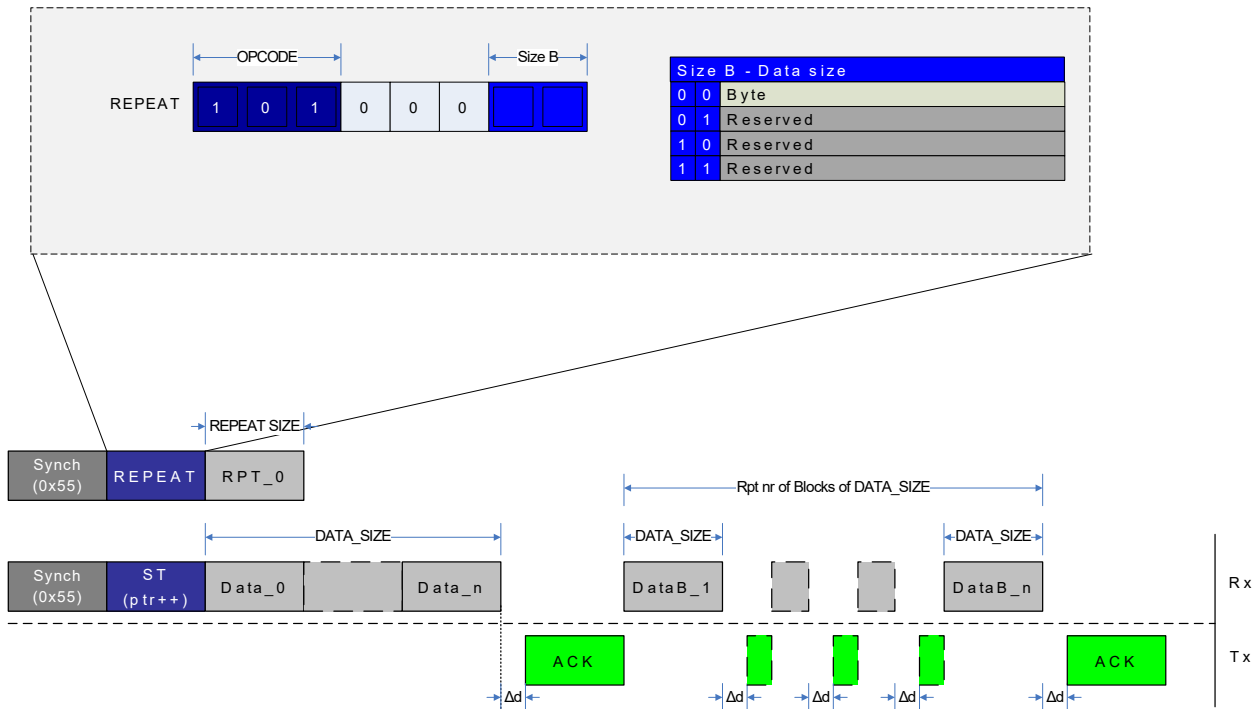 OPCODE
Size B
REPEAT
1 0 1 0 0 0
Size B - Data size
0 0 Byte
0 1 Reserved
1 0 Reserved
1 1 Reserved
REPEAT SIZE
Synch
(0x55)
REPEAT
RPT_0
Rpt nr of Blocks of DATA_SIZE
DATA_SIZE
DATA_SIZE
DATA_SIZE
Synch
(0x55)
ST
(ptr++)
Data_0
Data_n
DataB_1
DataB_n
Rx
ACK
ACK
Tx
Δd
Δd
Δd
Δd
Δd